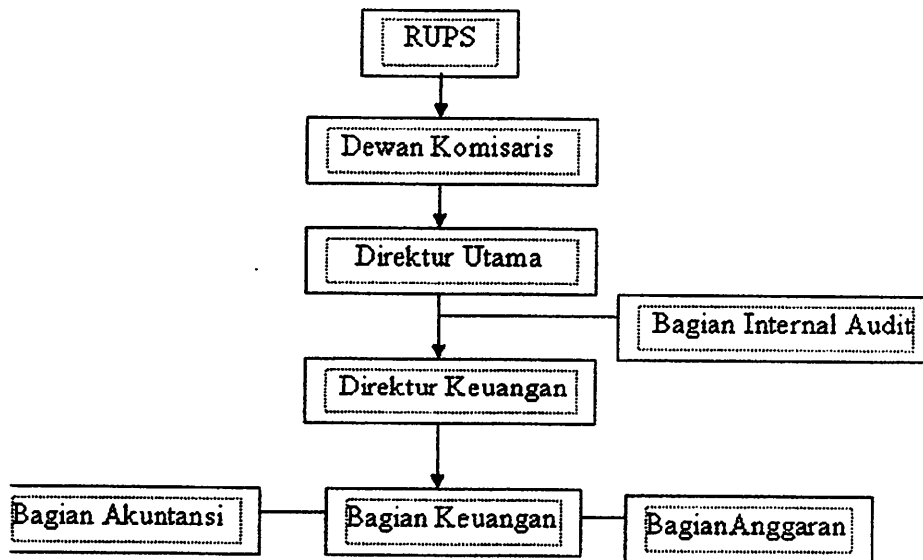 RUPS
Dewan Komisaris
Direktur Utama
Bagian Internal Audit
Direktur Keuangan
Bagian Akuntansi
Bagian Keuangan
BagianAnggaran